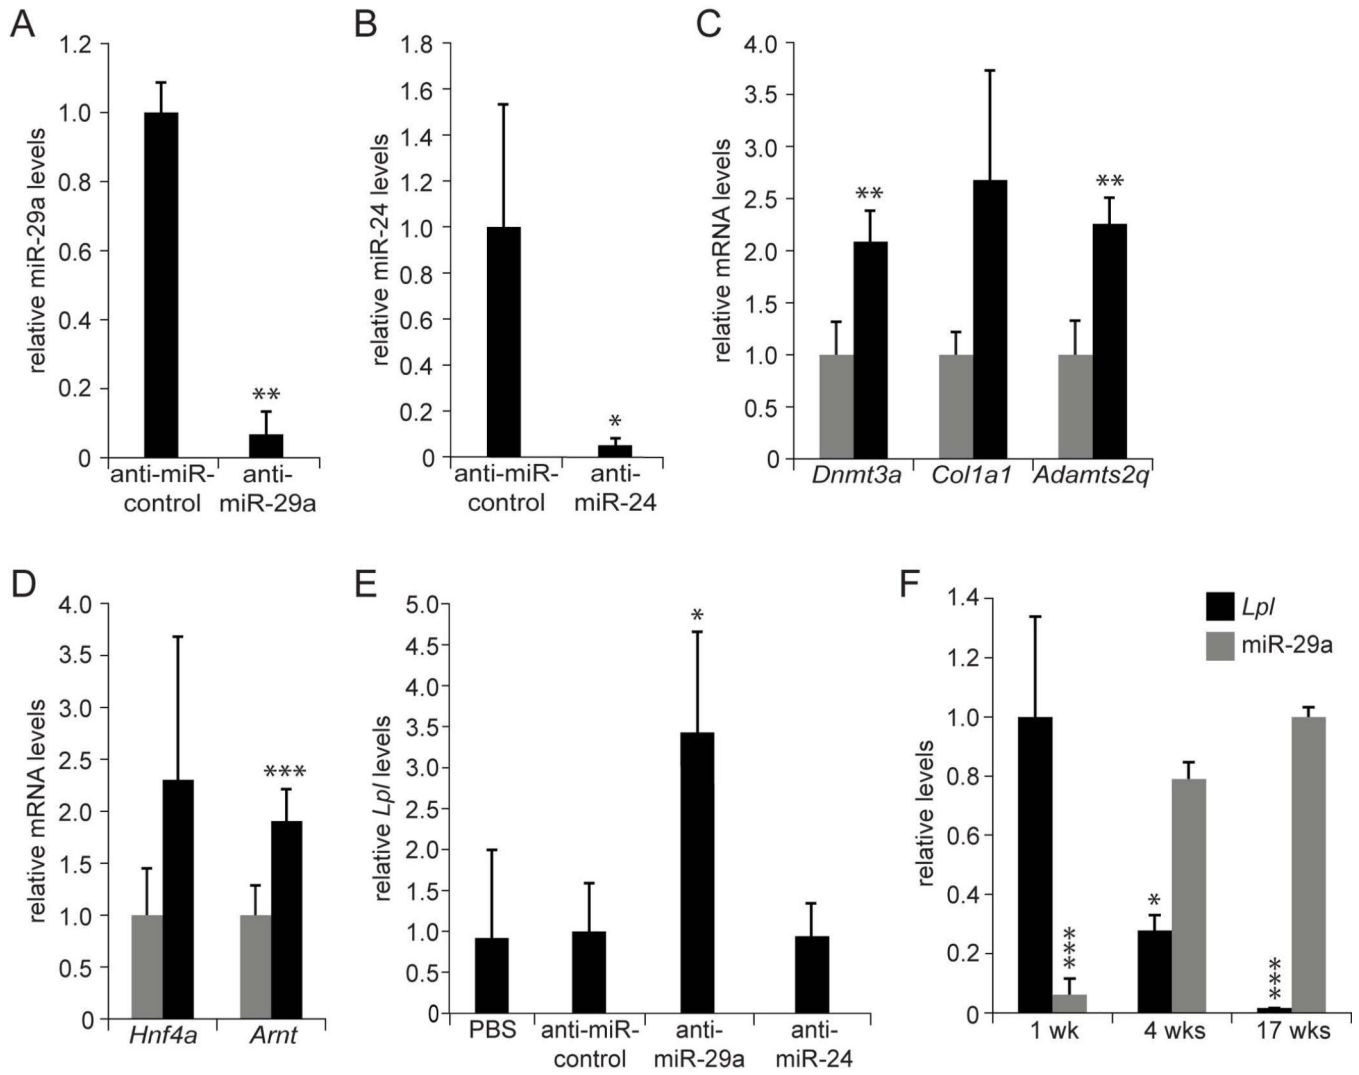 A
relative miR-29a levels
1.2
1.0
0.8
0.6
0.4
0.2
0
**
anti-miR-
control
anti-
miR-29a
B
relative miR-24 levels
1.8
1.6
1.4
1.2
1.0
0.8
0.6
0.4
0.2
0
*
anti-miR-
control
anti-
miR-24
C
relative mRNA levels
4.0
3.5
3.0
2.5
2.0
1.5
1.0
0.5
0
**
**
Dnmt3a
Col1a1
Adamts2q
D
relative mRNA levels
4.0
3.5
3.0
2.5
2.0
1.5
1.0
0.5
0
***
Hnf4a
Arnt
E
relative Lpl levels
5.0
4.5
4.0
3.5
3.0
2.5
2.0
1.5
1.0
0.5
0
*
PBS
anti-miR-
control
anti-
miR-29a
anti-
miR-24
F
relative levels
1.4
1.2
1.0
0.8
0.6
0.4
0.2
0
Lpl
miR-29a
***
*
***
1 wk
4 wks
17 wks